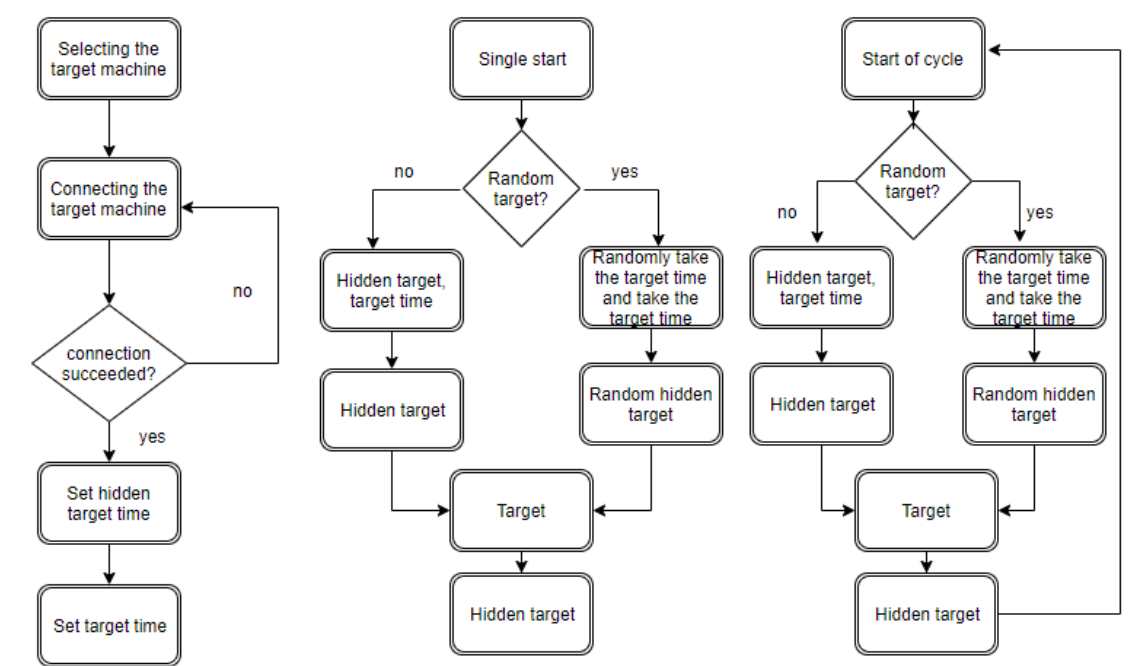 Selecting the
target machine
Connecting the
target machine
no
connection
succeeded?
yes
Set hidden
target time
Set target time
Single start
Random
target?
no
yes
Hidden target,
target time
Randomly take
the target time
and take the
target time
Hidden target
Random hidden
target
Target
Hidden target
Start of cycle
Random
target?
no
yes
Hidden target,
target time
Randomly take
the target time
and take the
target time
Hidden target
Random hidden
target
Target
Hidden target